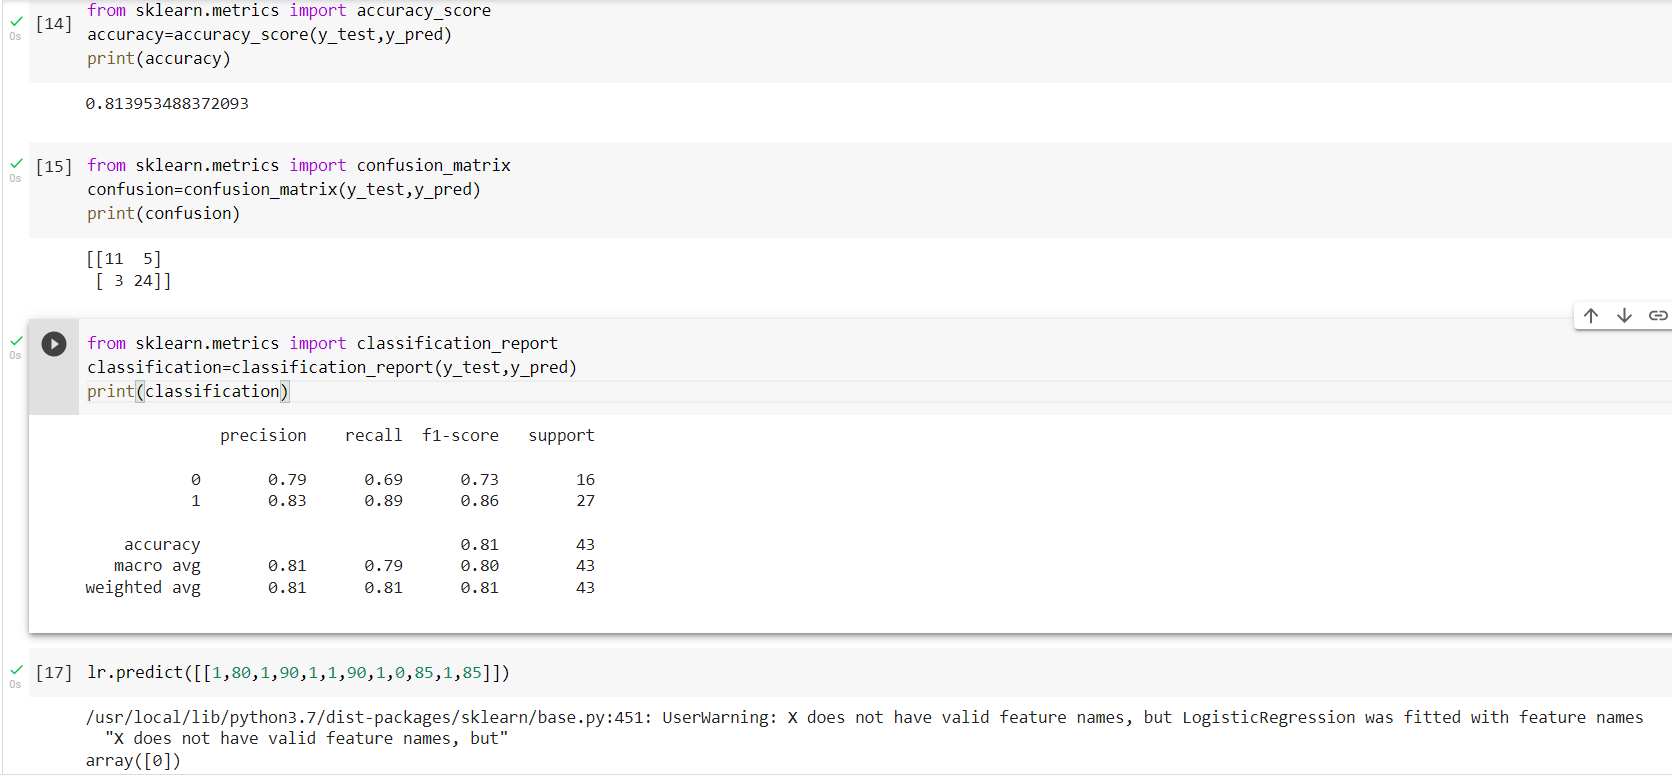 [14] from sklearn.metrics import accuracy_score
0s
accuracy=accuracy_score(y_test,y_pred)
print(accuracy)
0.813953488372093
[15] from sklearn.metrics import confusion_matrix
0s
confusion=confusion_matrix(y_test,y_pred)
print(confusion)
[[11  5]
 [ 3 24]]
from sklearn.metrics import classification_report
0s
classification=classification_report(y_test,y_pred)
print(classification)
              precision    recall  f1-score   support
           0       0.79      0.69      0.73        16
           1       0.83      0.89      0.86        27
    accuracy                           0.81        43
   macro avg       0.81      0.79      0.80        43
weighted avg       0.81      0.81      0.81        43
[17] lr.predict([[1,80,1,90,1,1,90,1,0,85,1,85]])
0s
/usr/local/lib/python3.7/dist-packages/sklearn/base.py:451: UserWarning: X does not have valid feature names, but LogisticRegression was fitted with feature names
  "X does not have valid feature names, but"
array([0])